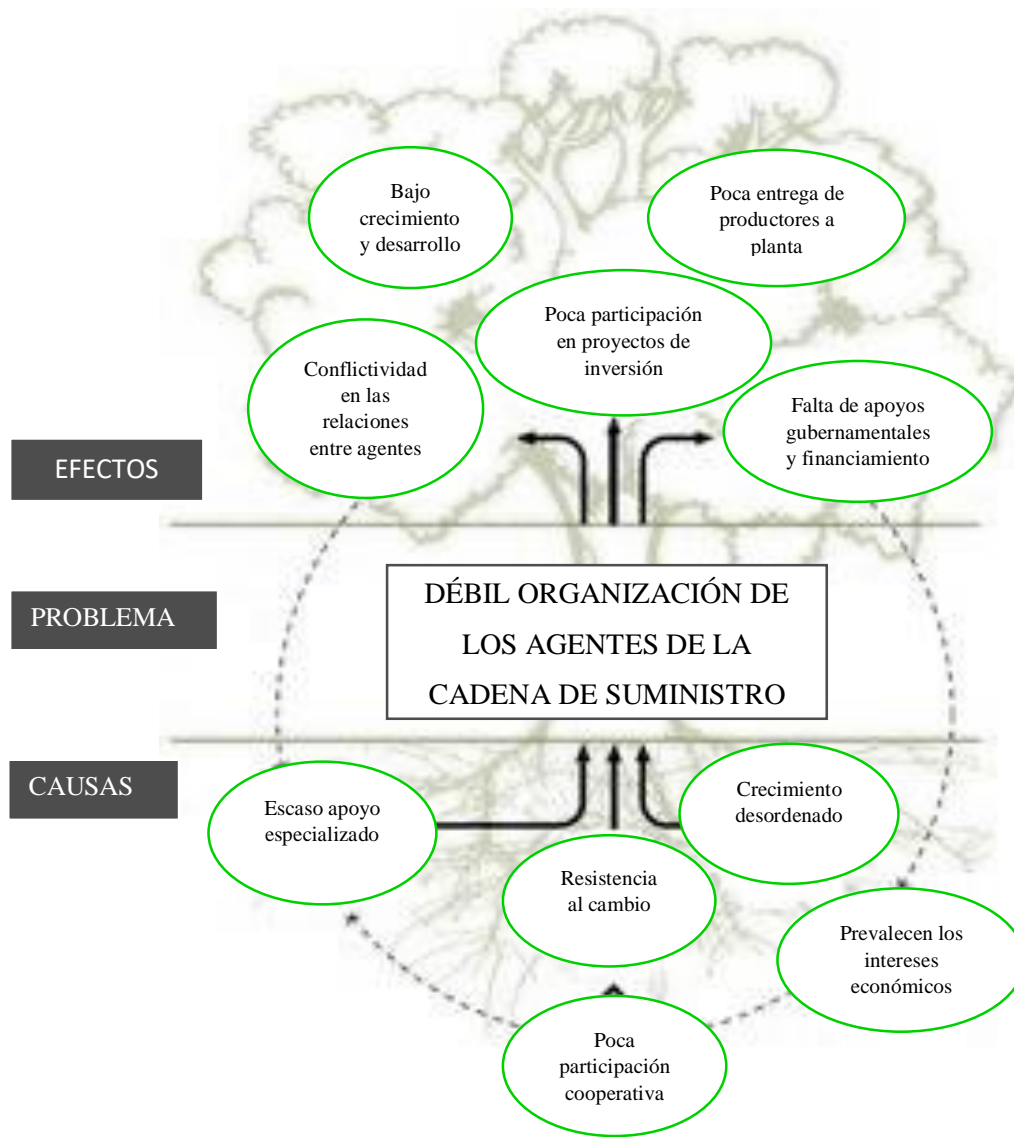 Bajo
crecimiento
y desarrollo
Poca entrega de
productores a
planta
Poca participación
en proyectos de
inversión
Conflictividad
en las
relaciones
entre agentes
Falta de apoyos
gubernamentales
y financiamiento
EFECTOS
PROBLEMA
DÉBIL ORGANIZACIÓN DE
LOS AGENTES DE LA
CADENA DE SUMINISTRO
CAUSAS
Escaso apoyo
especializado
Crecimiento
desordenado
Resistencia
al cambio
Prevalecen los
intereses
económicos
Poca
participación
cooperativa